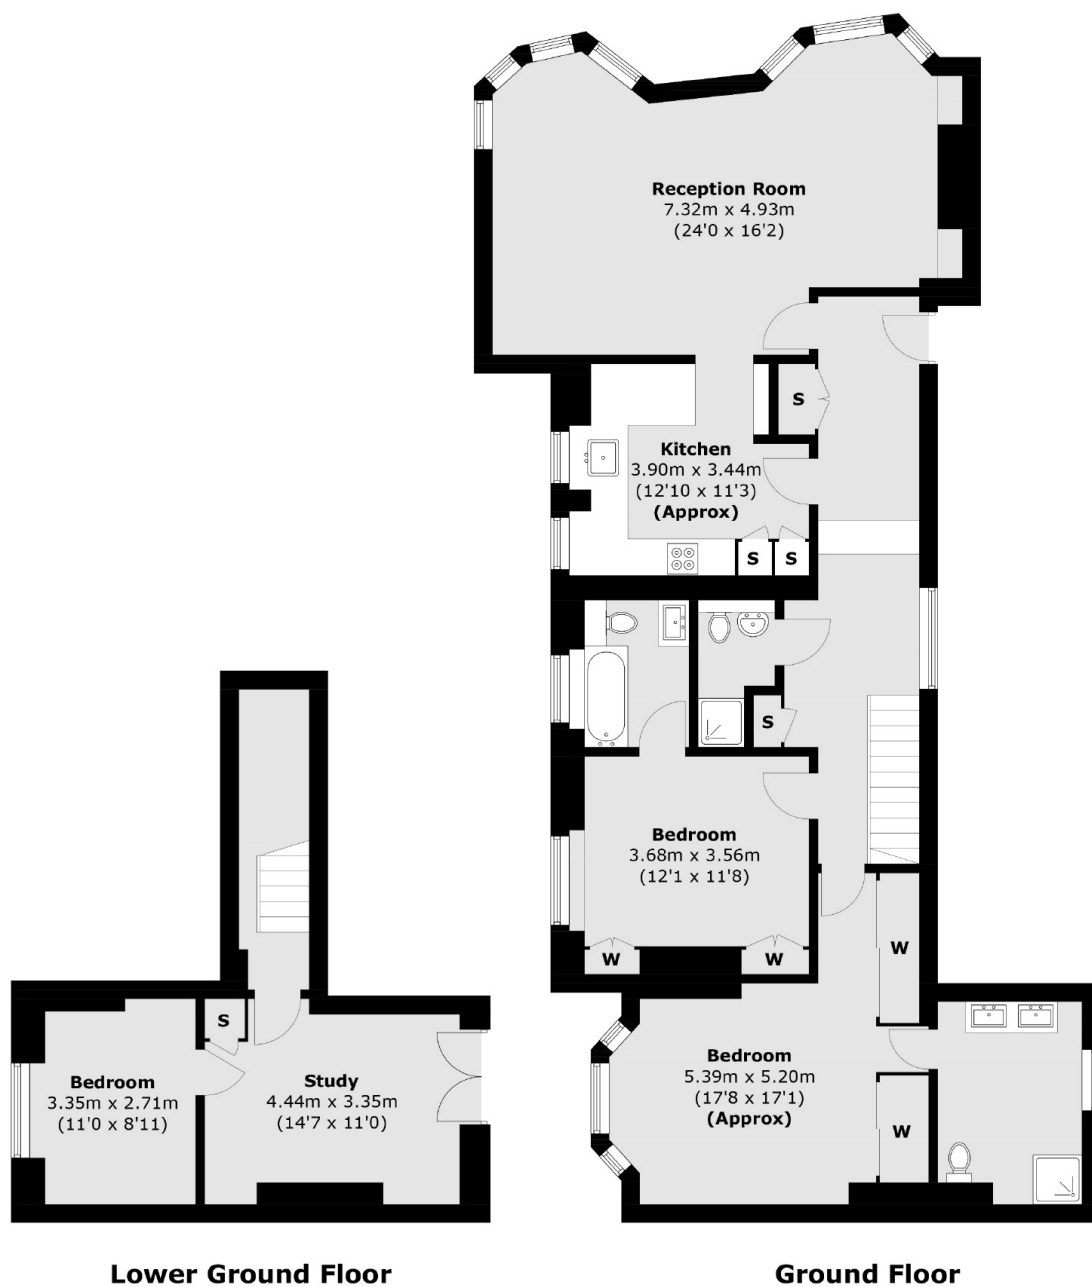 Reception Room
7.32m x 4.93m
(24'0 x 16'2)
S
Kitchen
3.90m x 3.44m
(12'10 x 11'3)
(Approx)
S S
S
Bedroom
3.68m x 3.56m
(12'1 x 11'8)
W W
W
Bedroom
5.39m x 5.20m
(17'8 x 17'1)
(Approx)
W
S
Bedroom
3.35m x 2.71m
(11'0 x 8'11)
Study
4.44m x 3.35m
(14'7 x 11'0)
Lower Ground Floor
Ground Floor